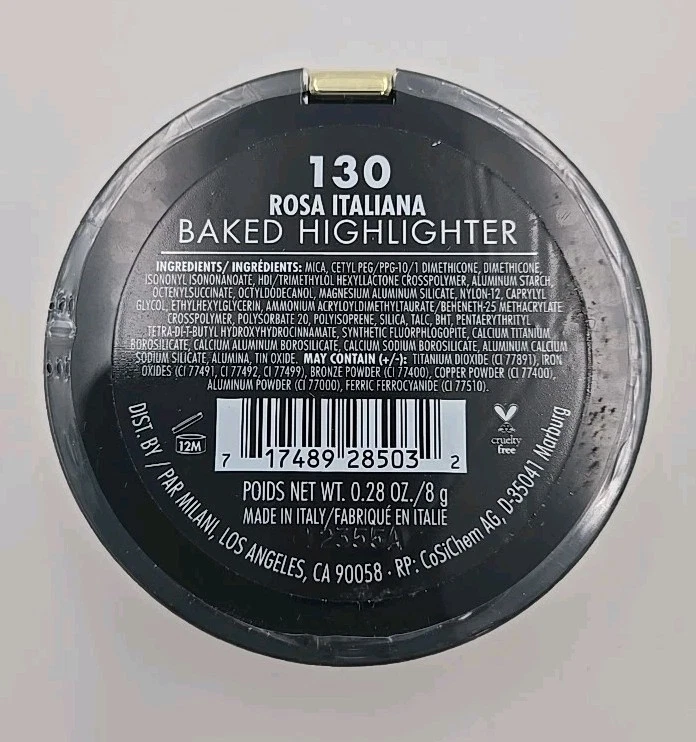 130
ROSA ITALIANA
BAKED HIGHLIGHTER
INGREDIENTS/ INGRÉDIENTS: MICA, CETYL PEG/PPG-10/1 DIMETHICONE, DIMETHICONE,
ISONONYL ISONONANOATE, HDI/TRIMETHYLOL HEXYLLACTONE CROSSPOLYMER, ALUMINUM STARCH,
OCTENYLSUCCINATE, OCTYLDODECANOL, MAGNESIUM ALUMINUM SILICATE, NYLON-12, CAPRYLYL
GLYCOL, ETHYLHEXYLGLYCERIN, AMMONIUM ACRYLOYLDIMETHYLTAURATE/BEHENETH-25 METHACRYLATE
CROSSPOLYMER, POLYSORBATE 20, POLYISOPRENE, SILICA, TALC, BHT, PENTAERYTHRITYL
TETRA-DI-T-BUTYL HYDROXYHYDROCINNAMATE, SYNTHETIC FLUORPHLOGOPITE, CALCIUM TITANIUM
BOROSILICATE, CALCIUM ALUMINUM BOROSILICATE, CALCIUM SODIUM BOROSILICATE, ALUMINUM CALCIUM
SODIUM SILICATE, ALUMINA, TIN OXIDE. MAY CONTAIN (+/-): TITANIUM DIOXIDE (CI 77891), IRON
OXIDES (CI 77491, CI 77492, CI 77499), BRONZE POWDER (CI 77400), COPPER POWDER (CI 77400),
ALUMINUM POWDER (CI 77000), FERRIC FERROCYANIDE (CI 77510).
12M
7 17489 28503 2
cruelty
free
POIDS NET WT. 0.28 OZ./8 g
MADE IN ITALY/FABRIQUÉ EN ITALIE
12355A
DIST. BY / PAR MILANI, LOS ANGELES, CA 90058 · RP: CoSiChem AG, D-35041 Marburg